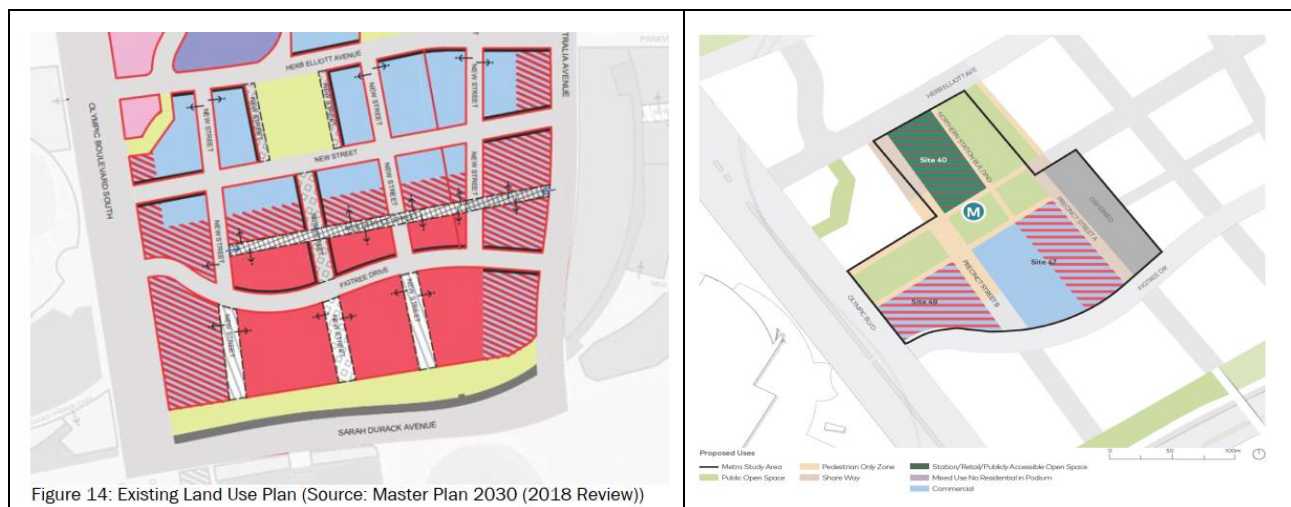 HERB ELLIOTT AVENUE
OLYMPIC BOULEVARD SOUTH
TRALIA AVENUE
NEW STREET
NEW STREET
NEW STREET
NEW STREET
NEW STREET
NEW STREET
NEW STREET
NEW STREET
NEW STREET
NEW STREET
FIGTREE DRIVE
NEW STREET
NEW STREET
NEW STREET
SARAH DURACK AVENUE
Figure 14: Existing Land Use Plan (Source: Master Plan 2030 (2018 Review))
HERB ELLIOTT AVE
NORTHERN STATION BUILDING
Site 40
M
DEFERRED
PRECINCT STREET A
Site 47
PRECINCT STREET B
Site 48
OLYMPIC BLVD
FIGTREE DR
Proposed Uses
Metro Study Area
Public Open Space
Pedestrian Only Zone
Share Way
Station/Retail/Publicly Accessible Open Space
Mixed Use No Residential in Podium
Commercial
0 50 100m